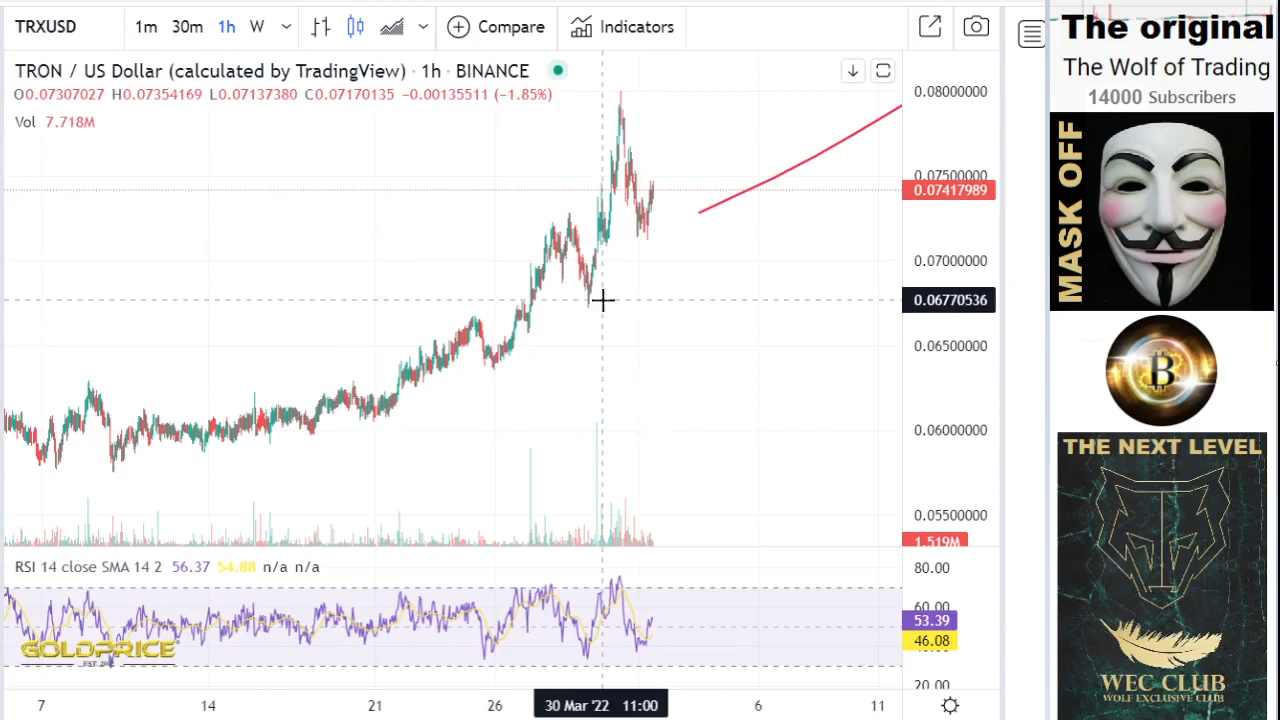 TRXUSD 1m 30m 1h W Compare Indicators
TRON / US Dollar (calculated by TradingView) · 1h · BINANCE
O0.07307027 H0.07354169 L0.07137380 C0.07170135 −0.00135511 (−1.85%)
Vol 7.718M
0.08000000
0.07500000
0.07417989
0.07000000
0.06770536
0.06500000
0.06000000
0.05500000
1.519M
RSI 14 close SMA 14 2 56.37 54.88 n/a n/a
80.00
60.00
53.39
46.08
20.00
GOLDPRICE
7 14 21 26 30 Mar '22 11:00 6 11
The original
The Wolf of Trading
14000 Subscribers
MASK OFF
B
THE NEXT LEVEL
WEC CLUB
WOLF EXCLUSIVE CLUB